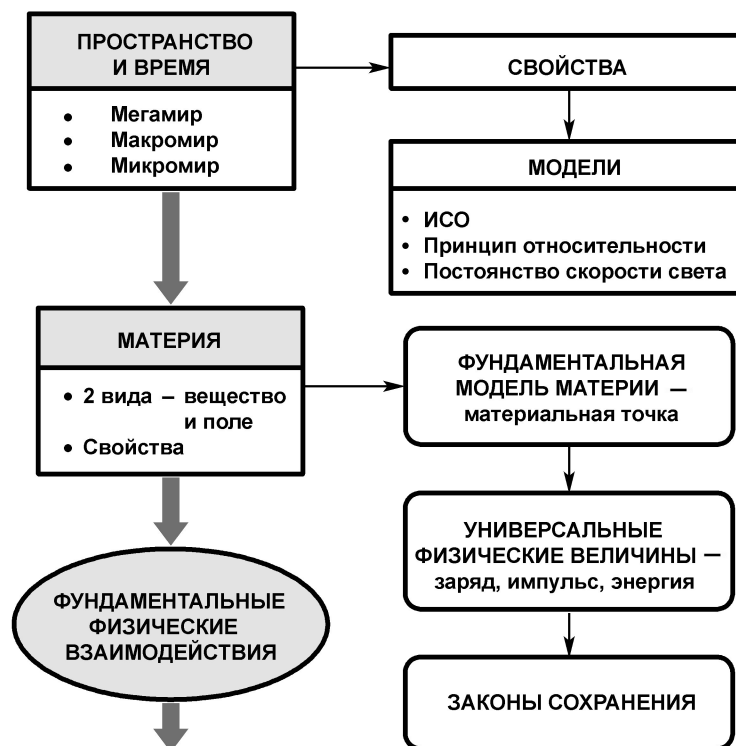 ПРОСТРАНСТВО
И ВРЕМЯ
• Мегамир
• Макромир
• Микромир
СВОЙСТВА
МОДЕЛИ
• ИСО
• Принцип относительности
• Постоянство скорости света
МАТЕРИЯ
• 2 вида – вещество
и поле
• Свойства
ФУНДАМЕНТАЛЬНАЯ
МОДЕЛЬ МАТЕРИИ —
материальная точка
УНИВЕРСАЛЬНЫЕ
ФИЗИЧЕСКИЕ ВЕЛИЧИНЫ —
заряд, импульс, энергия
ФУНДАМЕНТАЛЬНЫЕ
ФИЗИЧЕСКИЕ
ВЗАИМОДЕЙСТВИЯ
ЗАКОНЫ СОХРАНЕНИЯ